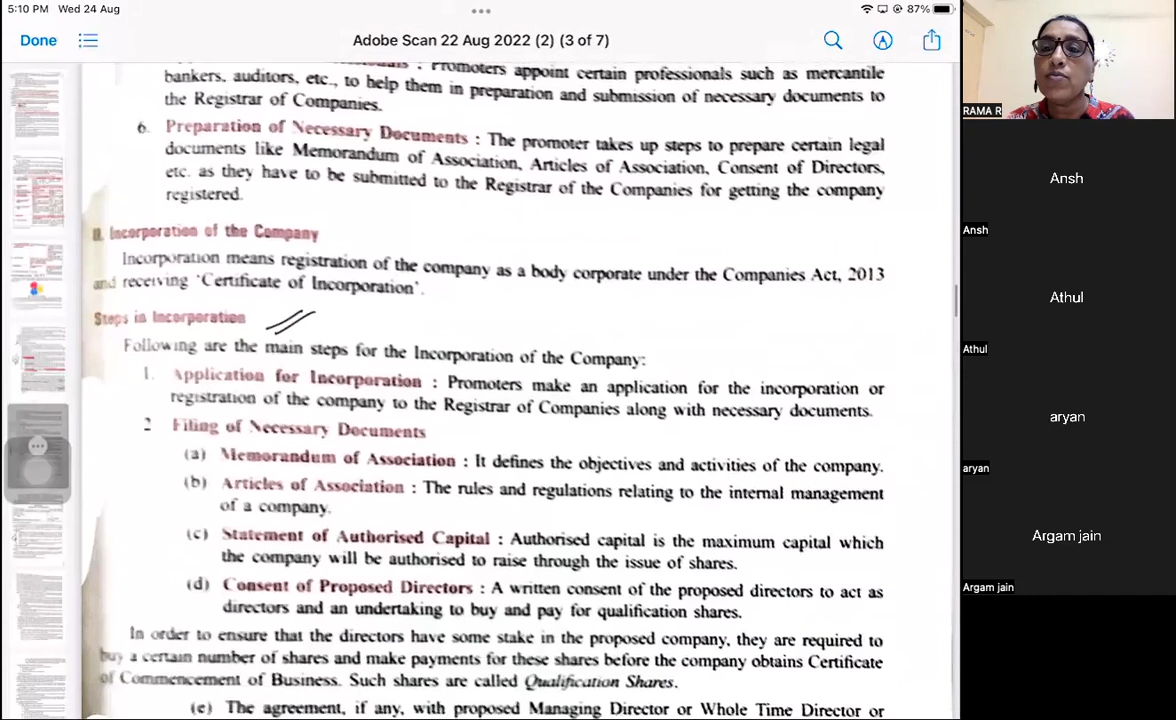 5:10 PM Wed 24 Aug
87%
Done
Adobe Scan 22 Aug 2022 (2) (3 of 7)
: Promoters appoint certain professionals such as mercantile
bankers, auditors, etc., to help them in preparation and submission of necessary documents to
the Registrar of Companies.
6. Preparation of Necessary Documents : The promoter takes up steps to prepare certain legal
documents like Memorandum of Association, Articles of Association, Consent of Directors,
etc. as they have to be submitted to the Registrar of the Companies for getting the company
registered.
II. Incorporation of the Company
Incorporation means registration of the company as a body corporate under the Companies Act, 2013
and receiving 'Certificate of Incorporation'.
Steps in Incorporation
Following are the main steps for the Incorporation of the Company:
1. Application for Incorporation : Promoters make an application for the incorporation or
registration of the company to the Registrar of Companies along with necessary documents.
2 Filing of Necessary Documents
(a) Memorandum of Association : It defines the objectives and activities of the company.
(b) Articles of Association : The rules and regulations relating to the internal management
of a company.
(c) Statement of Authorised Capital : Authorised capital is the maximum capital which
the company will be authorised to raise through the issue of shares.
(d) Consent of Proposed Directors : A written consent of the proposed directors to act as
directors and an undertaking to buy and pay for qualification shares.
In order to ensure that the directors have some stake in the proposed company, they are required to
buy a certain number of shares and make payments for these shares before the company obtains Certificate
of Commencement of Business. Such shares are called Qualification Shares.
(e) The agreement, if any, with proposed Managing Director or Whole Time Director or
RAMA R
Ansh
Ansh
Athul
Athul
aryan
aryan
Argam jain
Argam jain